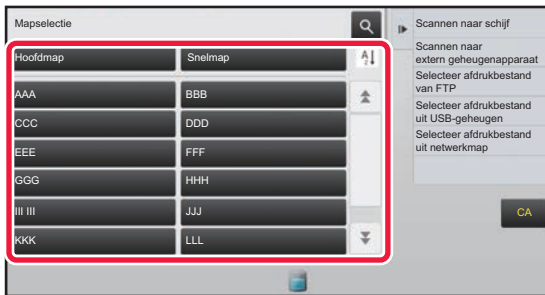 Mapselectie
Hoofdmap
Snelmap
AAA
BBB
CCC
DDD
EEE
FFF
GGG
HHH
III III
JJJ
KKK
LLL
Scannen naar schijf
Scannen naar
extern geheugenapparaat
Selecteer afdrukbestand
van FTP
Selecteer afdrukbestand
uit USB-geheugen
Selecteer afdrukbestand
uit netwerkmap
CA